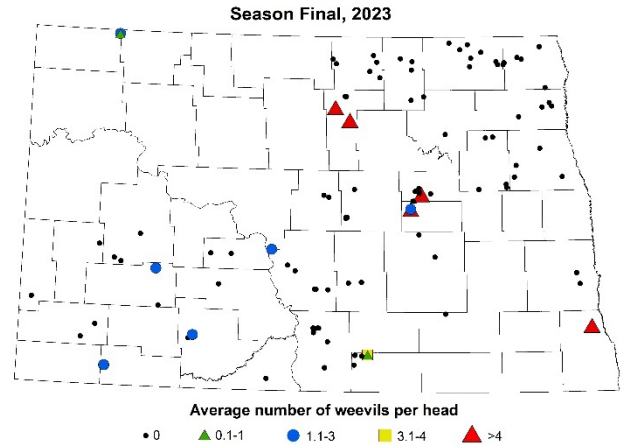 Season Final, 2023
Average number of weevils per head
0 0.1-1 1.1-3 3.1-4 >4